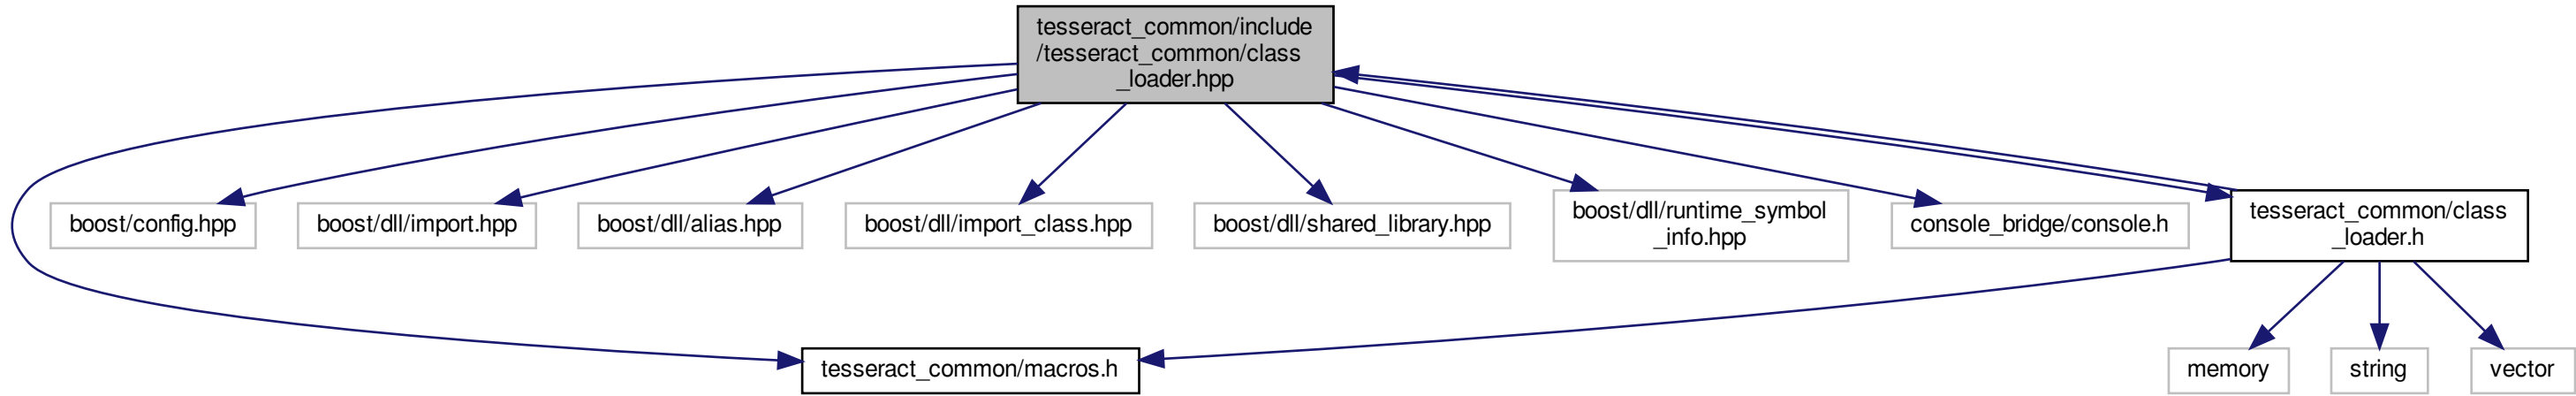 tesseract_common/include
/tesseract_common/class
_loader.hpp
boost/config.hpp
boost/dll/import.hpp
boost/dll/alias.hpp
boost/dll/import_class.hpp
boost/dll/shared_library.hpp
boost/dll/runtime_symbol
_info.hpp
console_bridge/console.h
tesseract_common/class
_loader.h
tesseract_common/macros.h
memory
string
vector